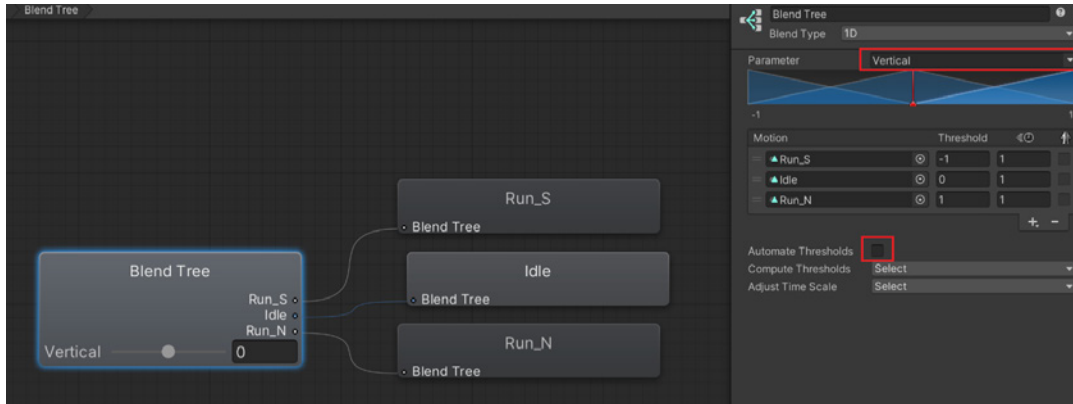 Blend Tree
Run_S
Blend Tree
Blend Tree
Run_S
Idle
Run_N
Vertical 0
Idle
Blend Tree
Run_N
Blend Tree
Blend Tree
Blend Type 1D
Parameter Vertical
-1 1
Motion Threshold
Run_S -1 1
Idle 0 1
Run_N 1 1
+ -
Automate Thresholds
Compute Thresholds Select
Adjust Time Scale Select